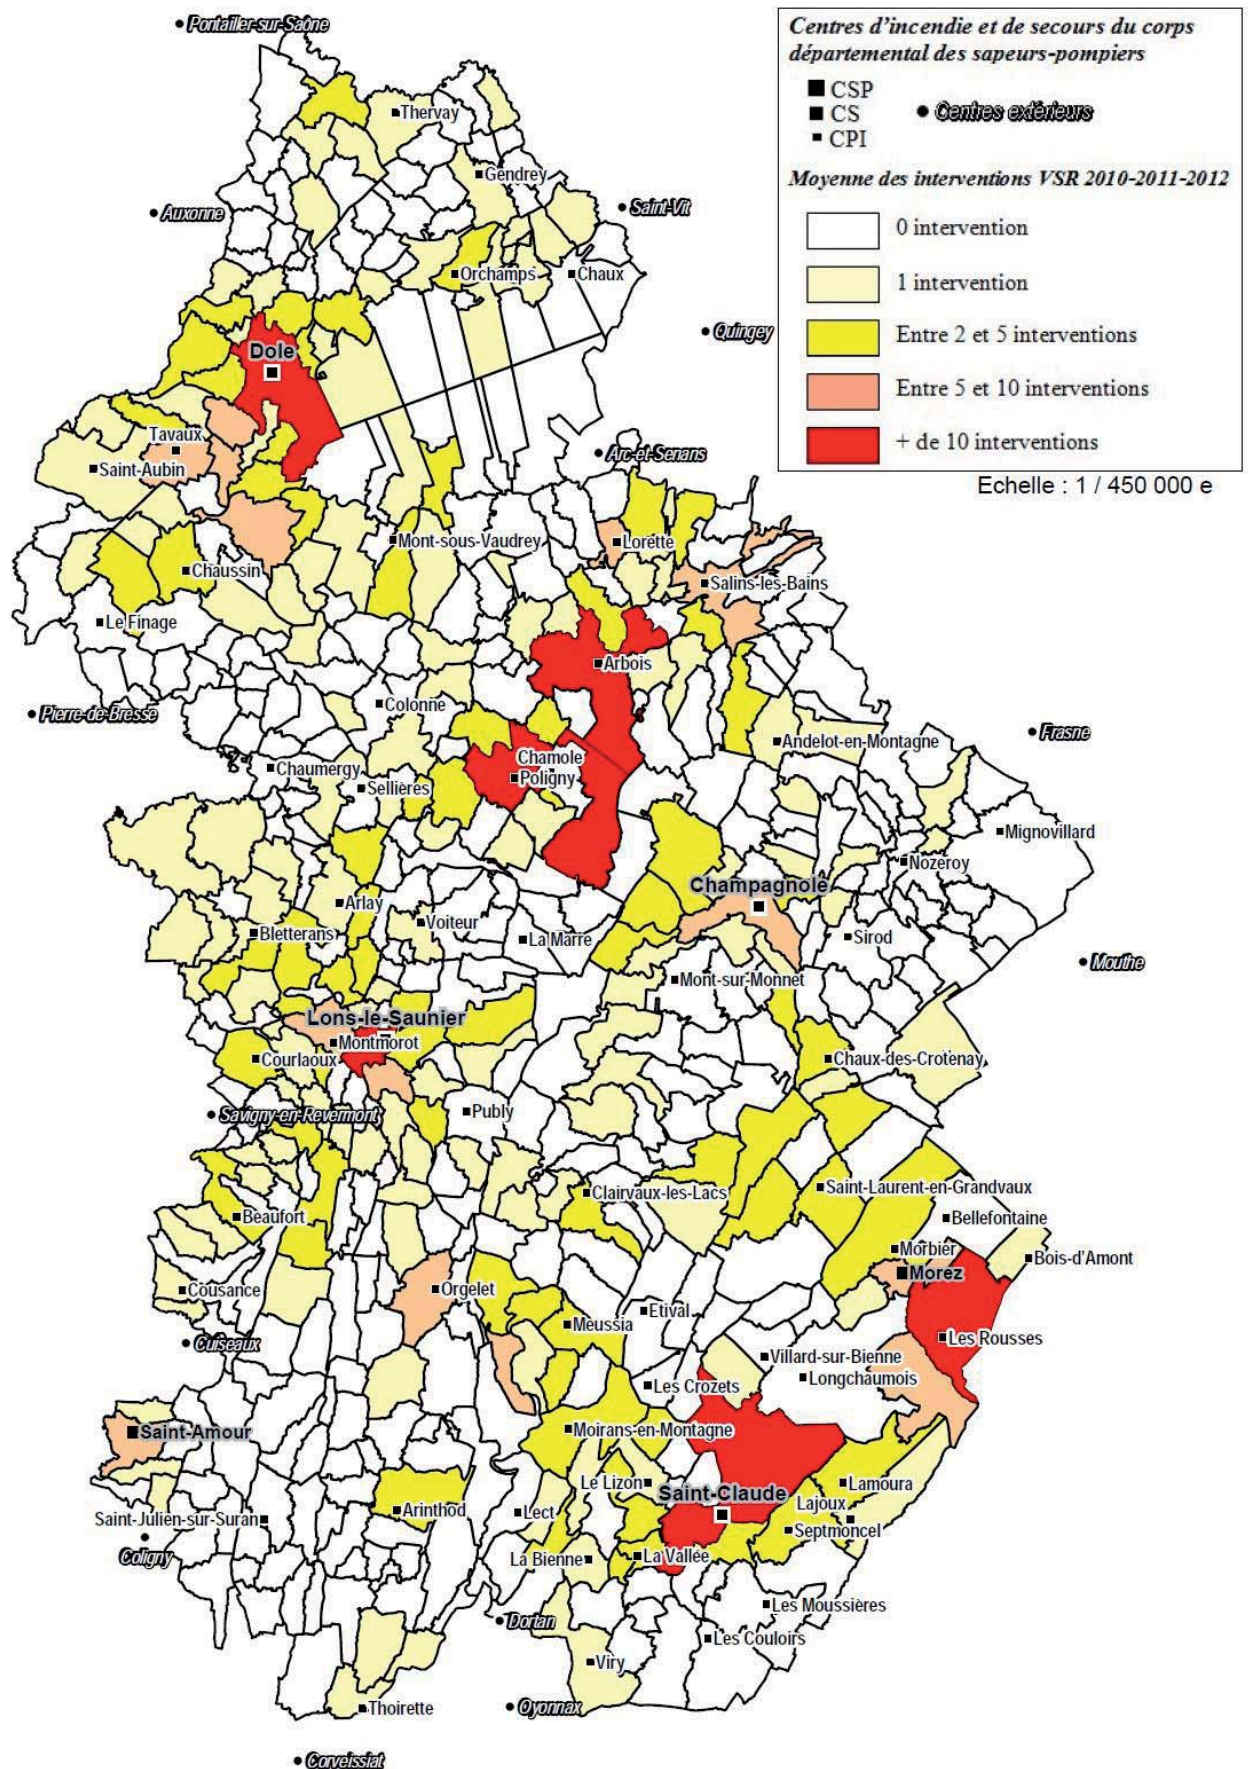 Pontailler-sur-Saône
Centres d'incendie et de secours du corps
départemental des sapeurs-pompiers
CSP
CS
CPI
Centres extérieurs
Moyenne des interventions VSR 2010-2011-2012
0 intervention
1 intervention
Entre 2 et 5 interventions
Entre 5 et 10 interventions
+ de 10 interventions
Echelle : 1 / 450 000 e
Thervay
Gendrey
Auxonne
Saint-Vit
Orchamps
Chaux
Quingey
Dole
Tavaux
Saint-Aubin
Arc-et-Senans
Mont-sous-Vaudrey
Lorette
Chaussin
Salins-les-Bains
Le Finage
Arbois
Pierre-de-Bresse
Colonne
Andelot-en-Montagne
Frasne
Chamole
Chaumergy
Poligny
Sellières
Mignovillard
Nozeroy
Champagnole
Arlay
Voiteur
Bletterans
La Marre
Sirod
Mouthe
Mont-sur-Monnet
Lons-le-Saunier
Montmorot
Courlaoux
Chaux-des-Crotenay
Savigny-en-Revermont
Publy
Clairvaux-les-Lacs
Saint-Laurent-en-Grandvaux
Beaufort
Bellefontaine
Morbier
Bois-d'Amont
Morez
Cousance
Orgelet
Etival
Meussia
Les Rousses
Cuiseaux
Villard-sur-Bienne
Longchaumois
Les Crozets
Saint-Amour
Moirans-en-Montagne
Le Lizon
Lamoura
Saint-Claude
Lajoux
Arinthod
Lect
Saint-Julien-sur-Suran
Septmoncel
Coligny
La Bienne
La Vallée
Les Moussières
Dortan
Les Couloirs
Viry
Thoirette
Oyonnax
Corveissiat